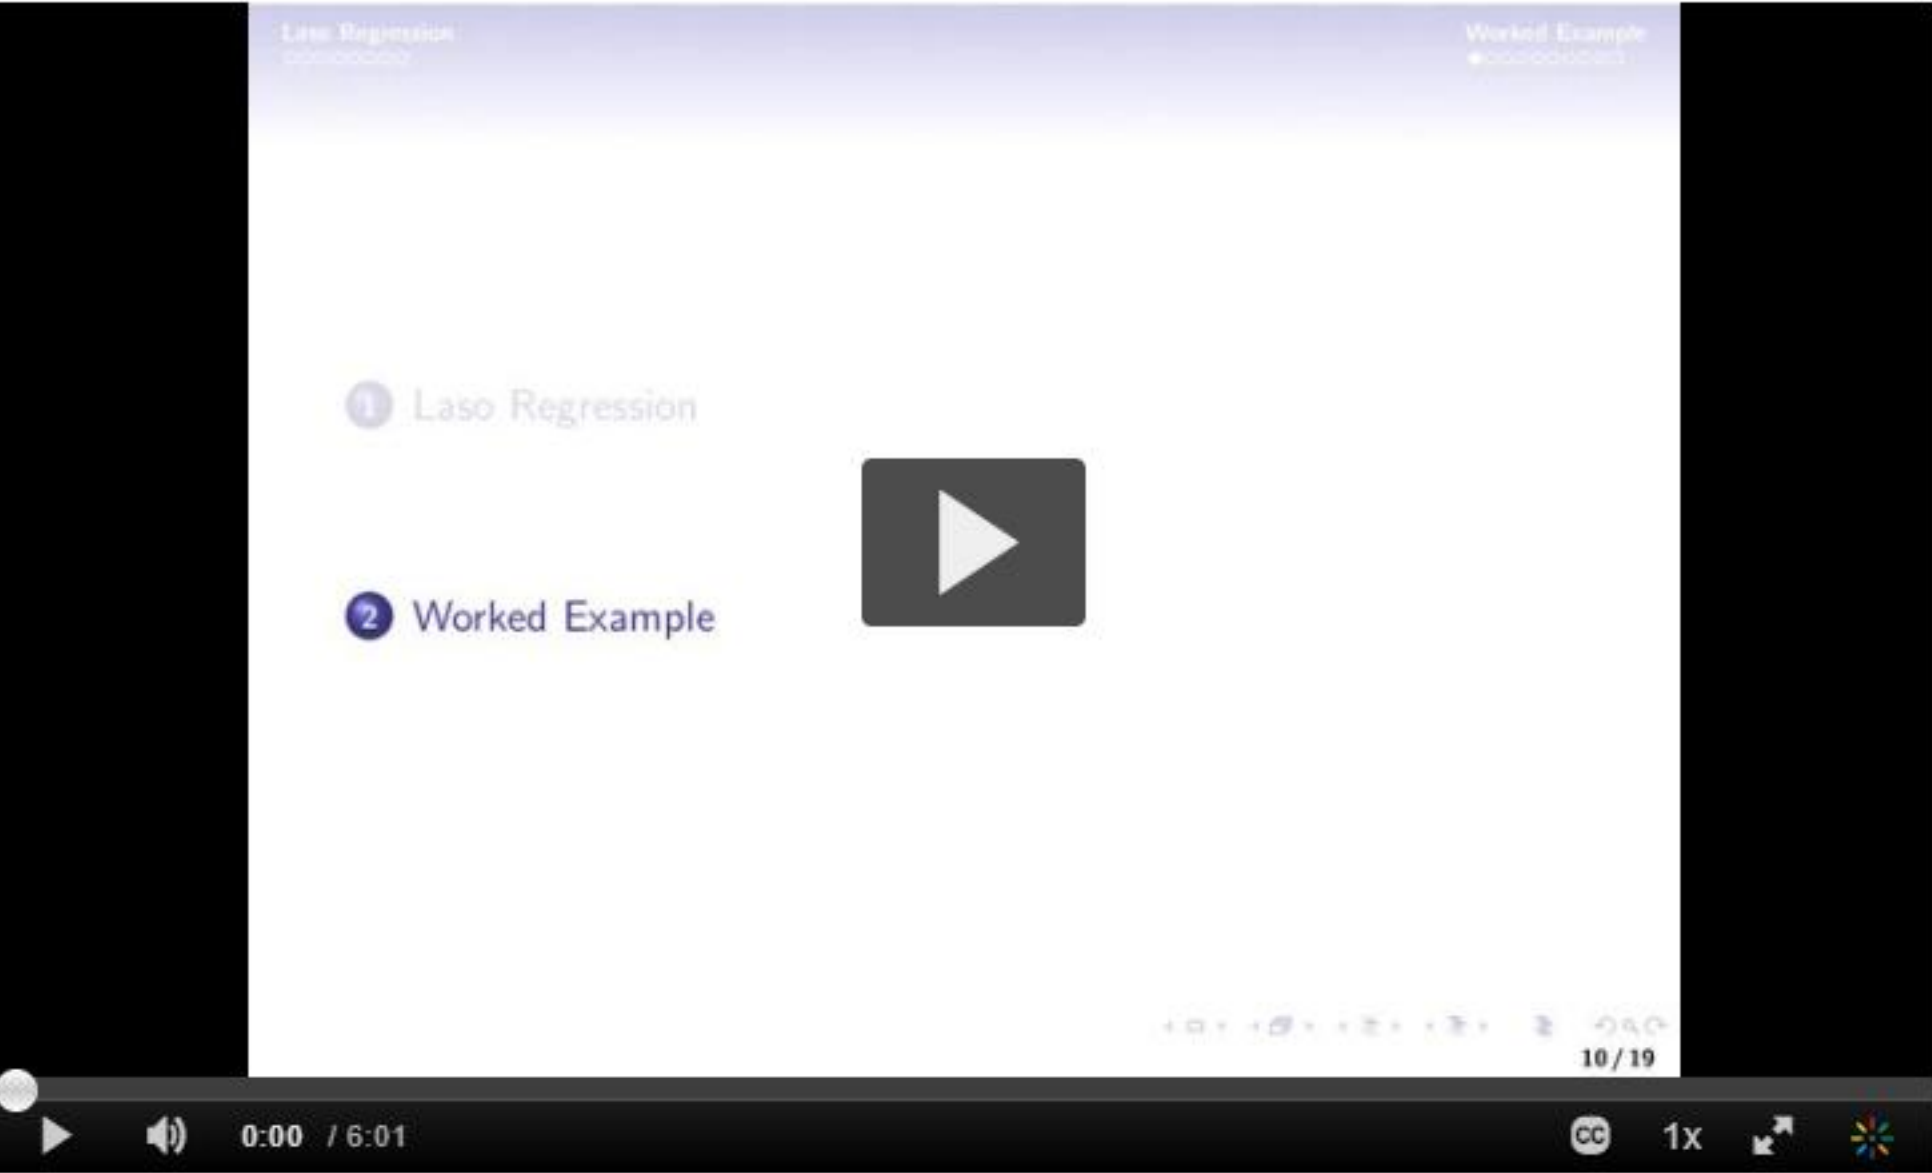 Laso Regression
Worked Example
1 Laso Regression
2 Worked Example
10 / 19
0:00 / 6:01
CC
1x